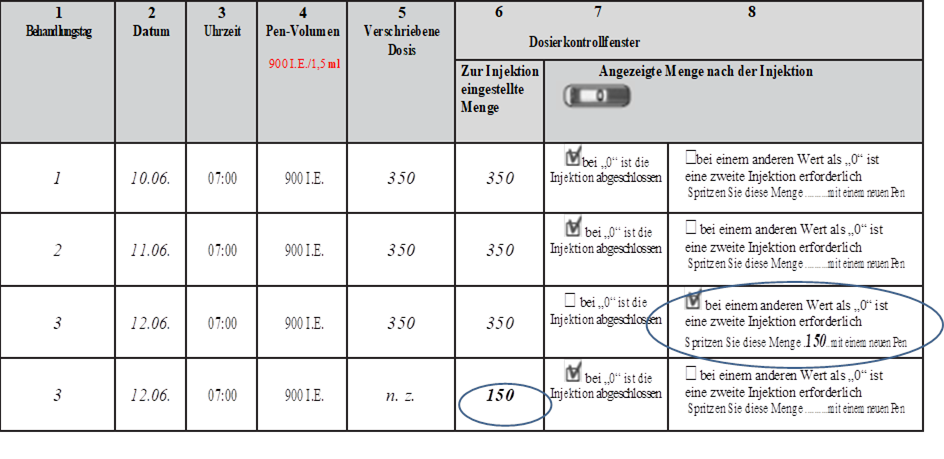 1 2 3 4 5 6 7 8
Behandlungstag Datum Uhrzeit Pen-Volumen Verschriebene Dosis Dosierkontrollfenster
900 I.E./1,5 ml
Zur Injektion eingestellte Menge Angezeigte Menge nach der Injektion
0
1 10.06. 07:00 900 I.E. 350 350 bei „0“ ist die Injektion abgeschlossen bei einem anderen Wert als „0“ ist eine zweite Injektion erforderlich
Spritzen Sie diese Menge ..........mit einem neuen Pen
2 11.06. 07:00 900 I.E. 350 350 bei „0“ ist die Injektion abgeschlossen bei einem anderen Wert als „0“ ist eine zweite Injektion erforderlich
Spritzen Sie diese Menge ..........mit einem neuen Pen
3 12.06. 07:00 900 I.E. 350 350 bei „0“ ist die Injektion abgeschlossen bei einem anderen Wert als „0“ ist eine zweite Injektion erforderlich
Spritzen Sie diese Menge .150..mit einem neuen Pen
3 12.06. 07:00 900 I.E. n. z. 150 bei „0“ ist die Injektion abgeschlossen bei einem anderen Wert als „0“ ist eine zweite Injektion erforderlich
Spritzen Sie diese Menge ..........mit einem neuen Pen